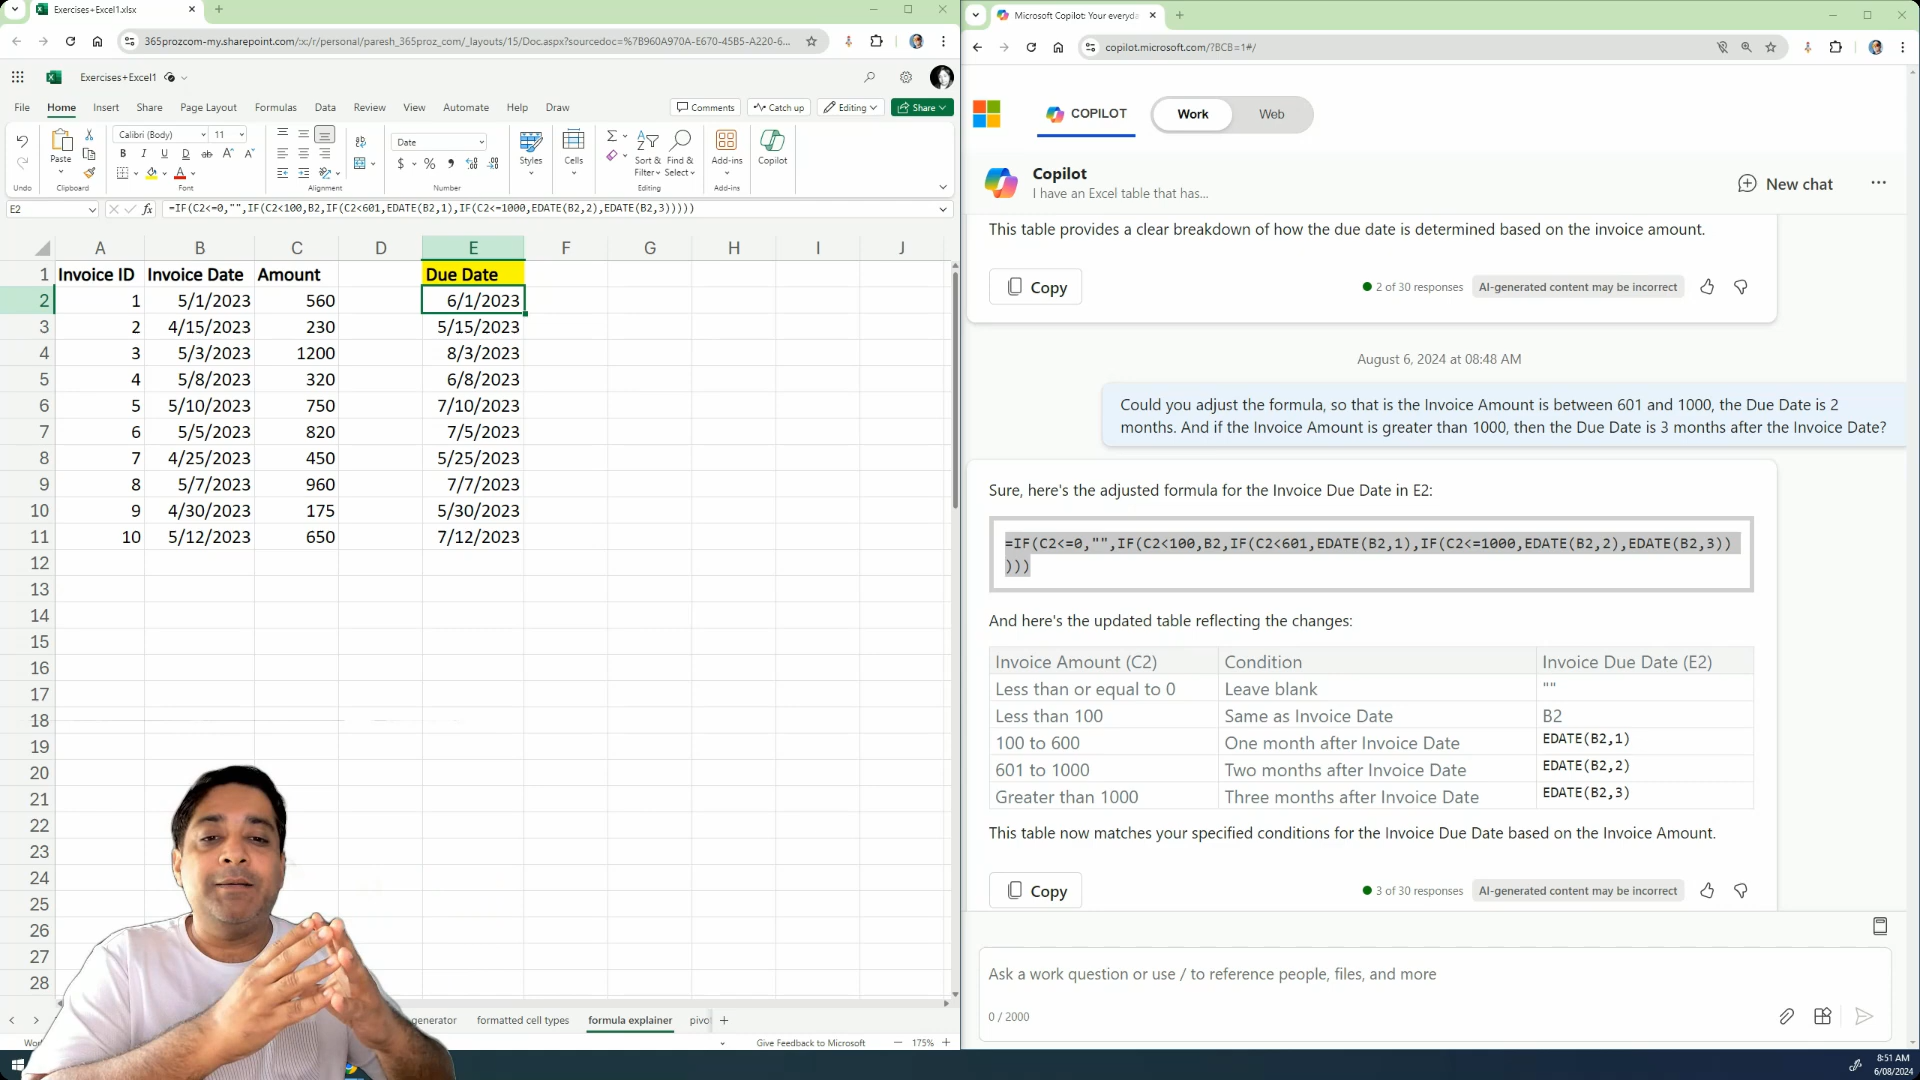 Exercises+Excel1.xlsx
365prozcom-my.sharepoint.com/:x:/r/personal/paresh_365proz_com/_layouts/15/Doc.aspx?sourcedoc=%7B960A970A-E670-45B5-A220-6...
Exercises+Excel1
File Home Insert Share Page Layout Formulas Data Review View Automate Help Draw
Comments Catch up Editing Share
Calibri (Body) 11
Date
Paste
Styles Cells Sort & Filter Find & Select Add-ins Copilot
Undo Clipboard Font Alignment Number Editing Add-ins
E2 fx =IF(C2<=0,"",IF(C2<100,B2,IF(C2<601,EDATE(B2,1),IF(C2<=1000,EDATE(B2,2),EDATE(B2,3)))))
A B C D E F G H I J
1 Invoice ID Invoice Date Amount Due Date
2 1 5/1/2023 560 6/1/2023
3 2 4/15/2023 230 5/15/2023
4 3 5/3/2023 1200 8/3/2023
5 4 5/8/2023 320 6/8/2023
6 5 5/10/2023 750 7/10/2023
7 6 5/5/2023 820 7/5/2023
8 7 4/25/2023 450 5/25/2023
9 8 5/7/2023 960 7/7/2023
10 9 4/30/2023 175 5/30/2023
11 10 5/12/2023 650 7/12/2023
12
13
14
15
16
17
18
19
20
21
22
23
24
25
26
27
28
generator formatted cell types formula explainer pivo
Give Feedback to Microsoft 175%
Microsoft Copilot: Your everyd
copilot.microsoft.com/?BCB=1#/
COPILOT Work Web
Copilot
I have an Excel table that has...
New chat
This table provides a clear breakdown of how the due date is determined based on the invoice amount.
Copy 2 of 30 responses AI-generated content may be incorrect
August 6, 2024 at 08:48 AM
Could you adjust the formula, so that is the Invoice Amount is between 601 and 1000, the Due Date is 2
months. And if the Invoice Amount is greater than 1000, then the Due Date is 3 months after the Invoice Date?
Sure, here's the adjusted formula for the Invoice Due Date in E2:
=IF(C2<=0,"",IF(C2<100,B2,IF(C2<601,EDATE(B2,1),IF(C2<=1000,EDATE(B2,2),EDATE(B2,3))
)))
And here's the updated table reflecting the changes:
Invoice Amount (C2) Condition Invoice Due Date (E2)
Less than or equal to 0 Leave blank ""
Less than 100 Same as Invoice Date B2
100 to 600 One month after Invoice Date EDATE(B2,1)
601 to 1000 Two months after Invoice Date EDATE(B2,2)
Greater than 1000 Three months after Invoice Date EDATE(B2,3)
This table now matches your specified conditions for the Invoice Due Date based on the Invoice Amount.
Copy 3 of 30 responses AI-generated content may be incorrect
Ask a work question or use / to reference people, files, and more
0 / 2000
8:51 AM
6/08/2024